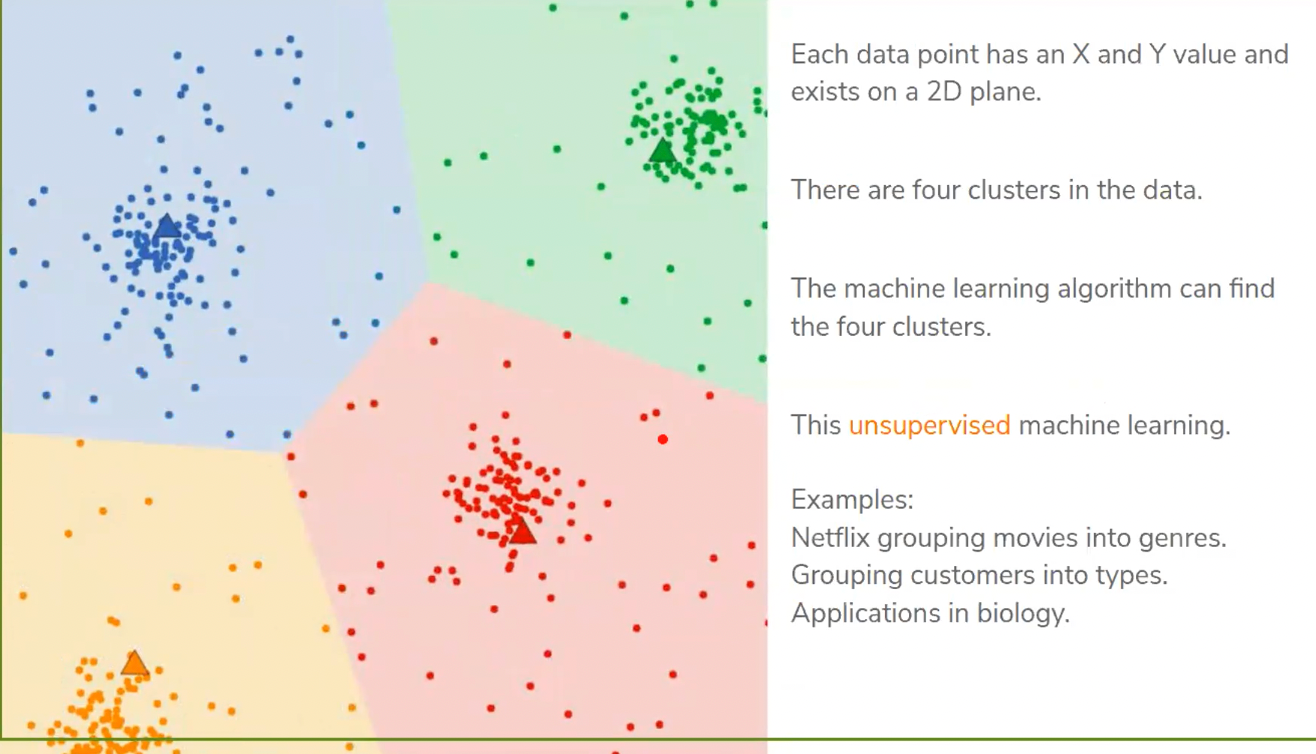 Each data point has an X and Y value and
exists on a 2D plane.
There are four clusters in the data.
The machine learning algorithm can find
the four clusters.
This unsupervised machine learning.
Examples:
Netflix grouping movies into genres.
Grouping customers into types.
Applications in biology.